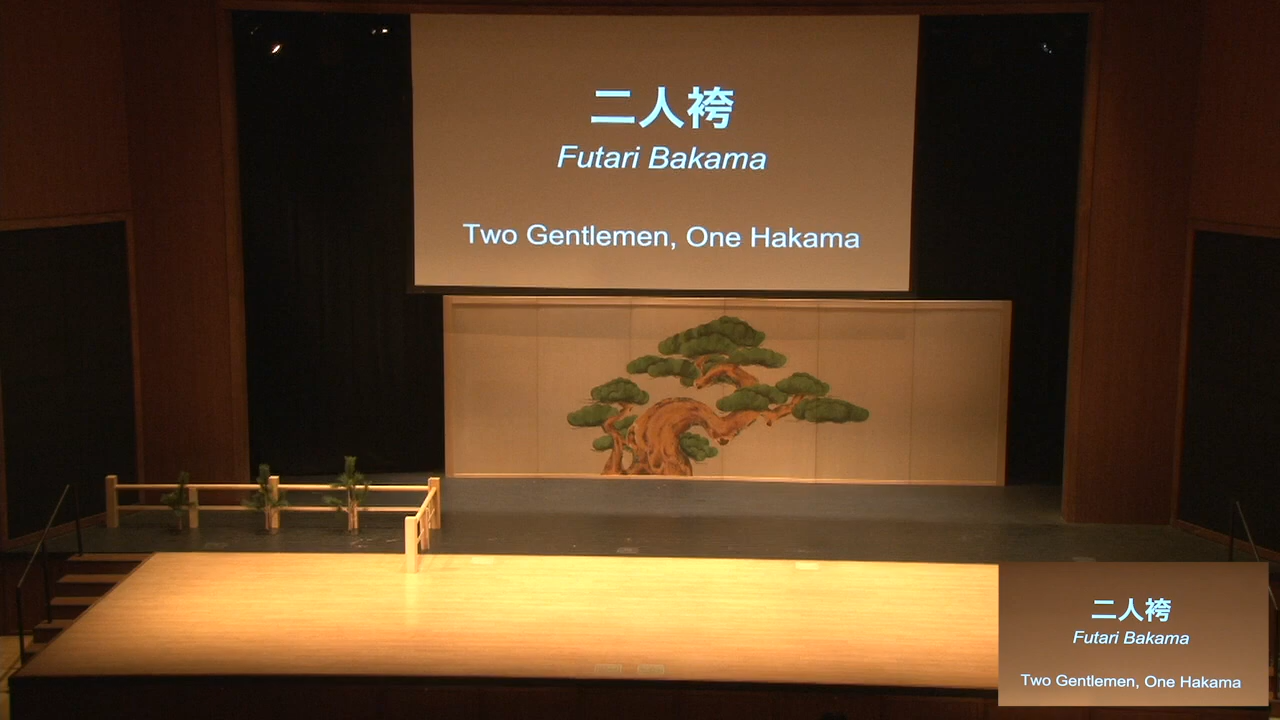 二人袴
Futari Bakama
Two Gentlemen, One Hakama
二人袴
Futari Bakama
Two Gentlemen, One Hakama